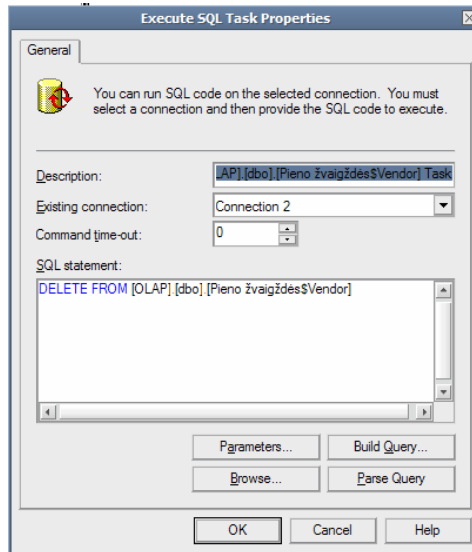 Execute SQL Task Properties
General
You can run SQL code on the selected connection. You must
select a connection and then provide the SQL code to execute.
Description:
AP].[dbo].[Pieno žvaigždės$Vendor] Task
Existing connection:
Connection 2
Command time-out:
0
SQL statement:
DELETE FROM [OLAP].[dbo].[Pieno žvaigždės$Vendor]
Parameters...
Build Query...
Browse...
Parse Query
OK
Cancel
Help